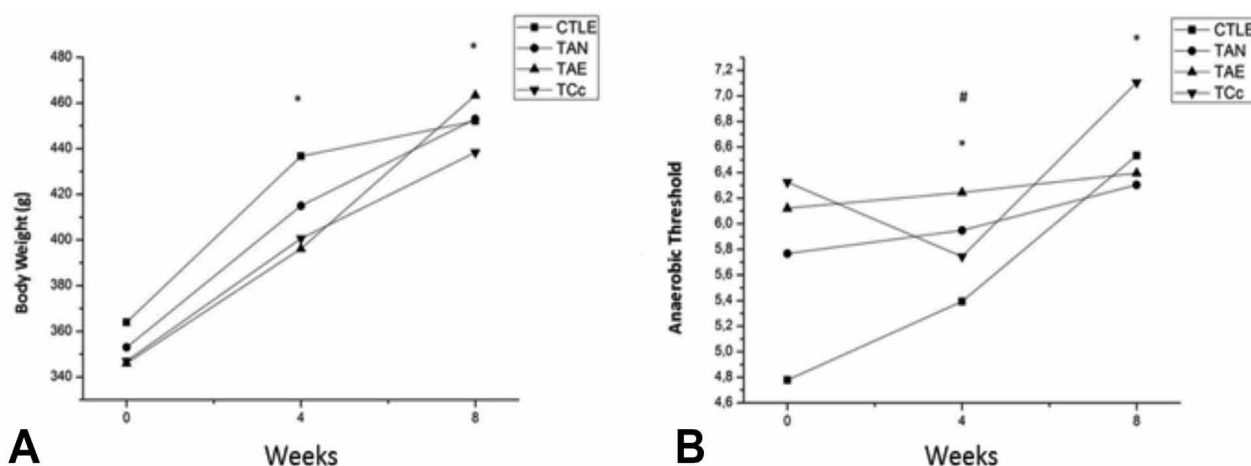 CTLE
TAN
TAE
TCc
*
*
480
460
440
420
400
380
360
340
Body Weight (g)
0
4
8
Weeks
A
CTLE
TAN
TAE
TCc
*
#
*
7,2
7,0
6,8
6,6
6,4
6,2
6,0
5,8
5,6
5,4
5,2
5,0
4,8
4,6
Anaerobic Threshold
0
4
8
Weeks
B